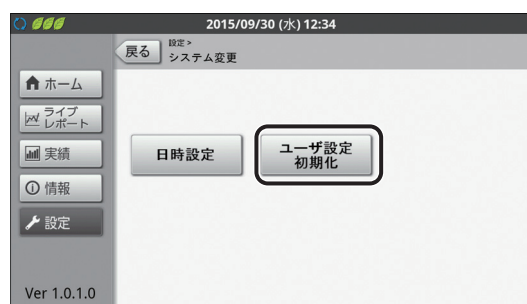 2015/09/30 (水) 12:34
戻る
設定 >
システム変更
ホーム
ライブ
レポート
実績
情報
設定
日時設定
ユーザ設定
初期化
Ver 1.0.1.0